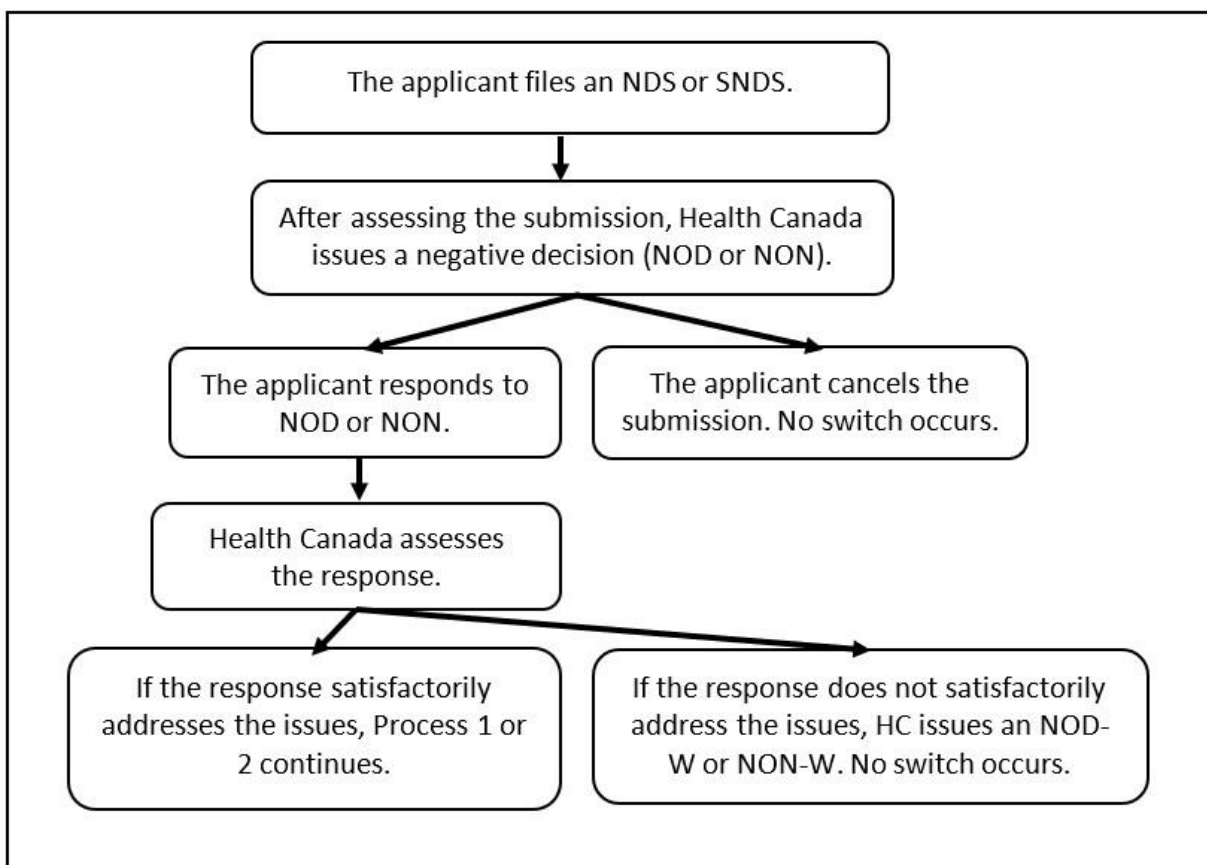 The applicant files an NDS or SNDS.
After assessing the submission, Health Canada
issues a negative decision (NOD or NON).
The applicant responds to
NOD or NON.
The applicant cancels the
submission. No switch occurs.
Health Canada assesses
the response.
If the response satisfactorily
addresses the issues, Process 1 or
2 continues.
If the response does not satisfactorily
address the issues, HC issues an NOD-
W or NON-W. No switch occurs.